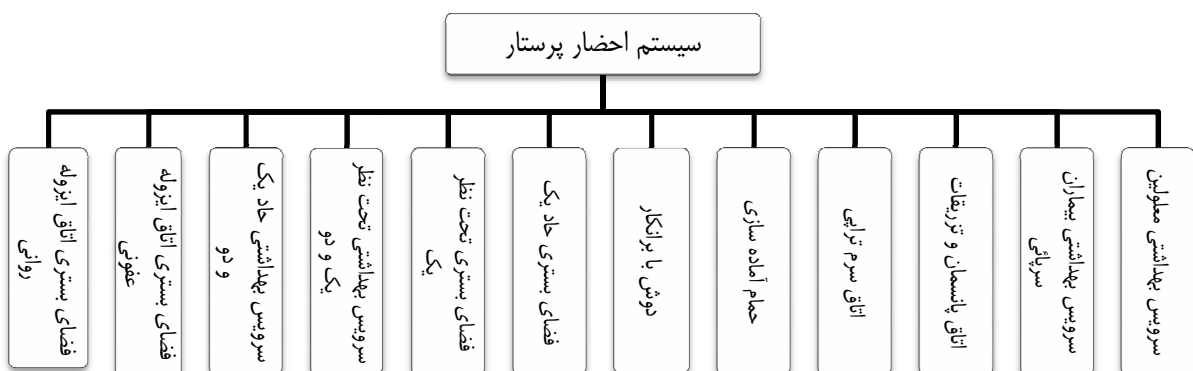 سیستم احضار پرستار
سرویس بهداشتی معلولین
سرویس بهداشتی بیماران
سرپائی
اتاق پانسمان و تزریقات
اتاق سرم تراپی
حمام آماده سازی
دوش با برانکار
فضای بستری حاد یک
فضای بستری تحت نظر
یک
سرویس بهداشتی تحت نظر
یک و دو
سرویس بهداشتی حاد یک
و دو
فضای بستری اتاق ایزوله
عفونی
فضای بستری اتاق ایزوله
روانی